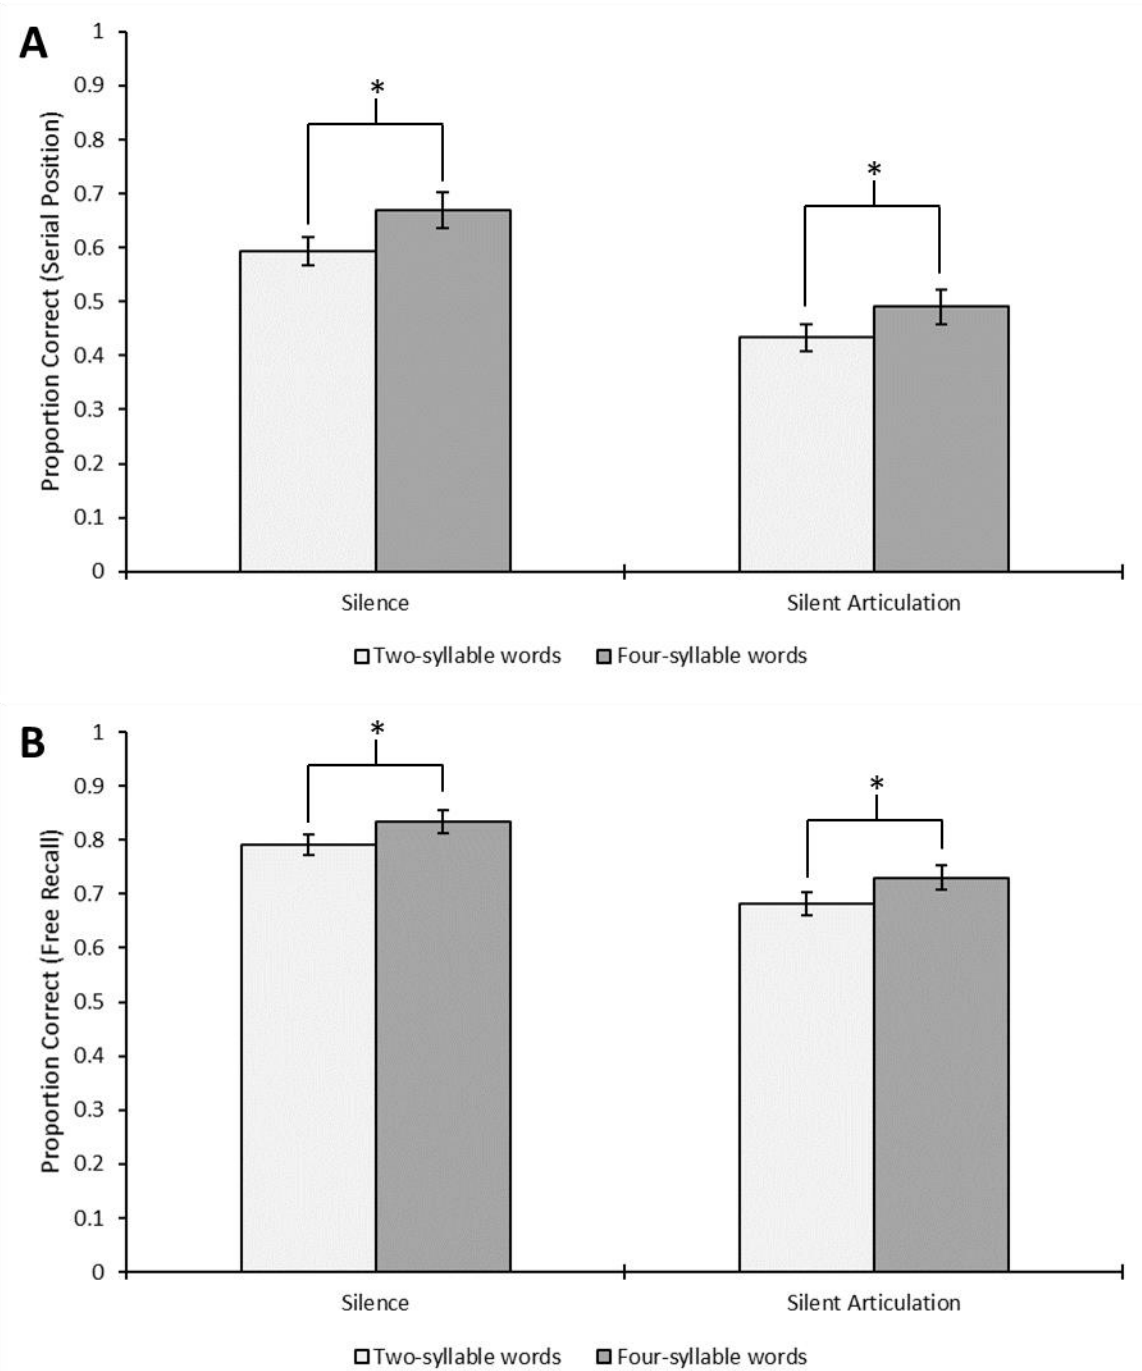 A
Proportion Correct (Serial Position)
1
0.9
0.8
0.7
0.6
0.5
0.4
0.3
0.2
0.1
0
*
*
Silence
Silent Articulation
Two-syllable words
Four-syllable words
B
Proportion Correct (Free Recall)
1
0.9
0.8
0.7
0.6
0.5
0.4
0.3
0.2
0.1
0
*
*
Silence
Silent Articulation
Two-syllable words
Four-syllable words